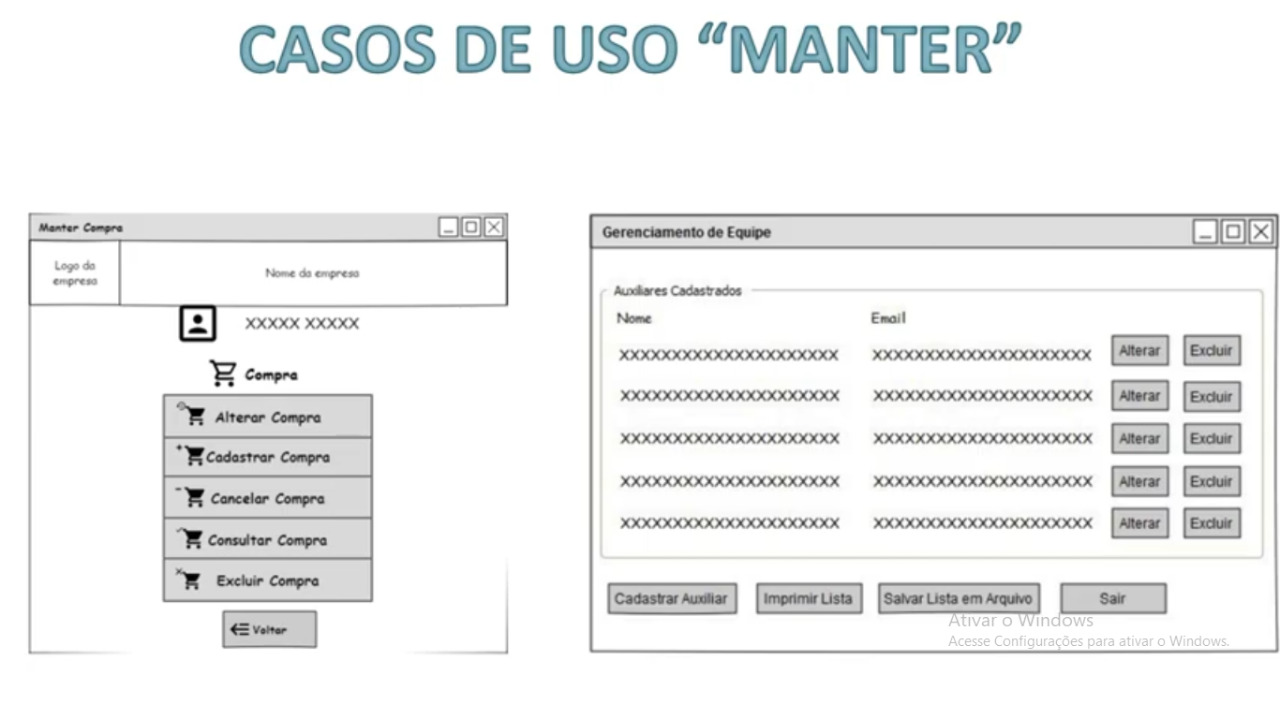 CASOS DE USO “MANTER”
Manter Compra
Logo da
empresa
Nome da empresa
XXXXX XXXXX
Compra
Alterar Compra
Cadastrar Compra
Cancelar Compra
Consultar Compra
Excluir Compra
Voltar
Gerenciamento de Equipe
Auxiliares Cadastrados
Nome Email
XXXXXXXXXXXXXXXXXXXXX XXXXXXXXXXXXXXXXXXXXX Alterar Excluir
XXXXXXXXXXXXXXXXXXXXX XXXXXXXXXXXXXXXXXXXXX Alterar Excluir
XXXXXXXXXXXXXXXXXXXXX XXXXXXXXXXXXXXXXXXXXX Alterar Excluir
XXXXXXXXXXXXXXXXXXXXX XXXXXXXXXXXXXXXXXXXXX Alterar Excluir
XXXXXXXXXXXXXXXXXXXXX XXXXXXXXXXXXXXXXXXXXX Alterar Excluir
Cadastrar Auxiliar Imprimir Lista Salvar Lista em Arquivo Sair
Ativar o Windows
Acesse Configurações para ativar o Windows.